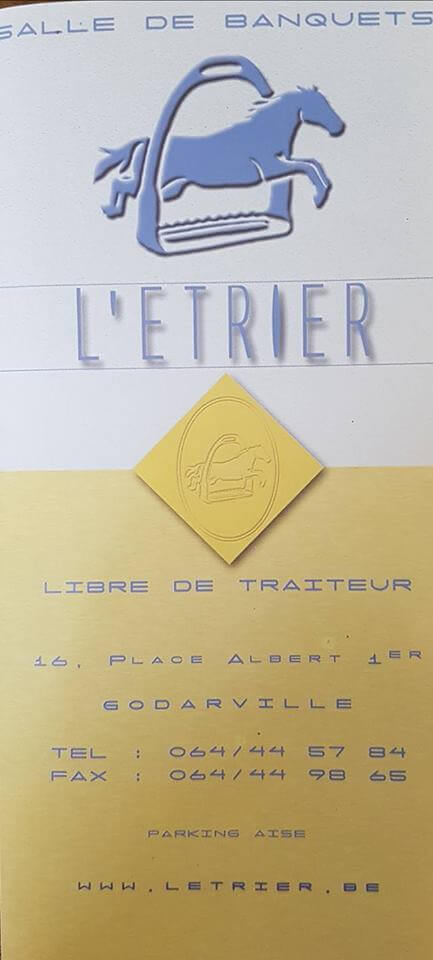 SALLE DE BANQUETS
L'ETRIER
LIBRE DE TRAITEUR
16, PLACE ALBERT 1ER
GODARVILLE
TEL : 064/44 57 84
FAX : 064/44 98 65
PARKING AISE
WWW.LETRIER.BE